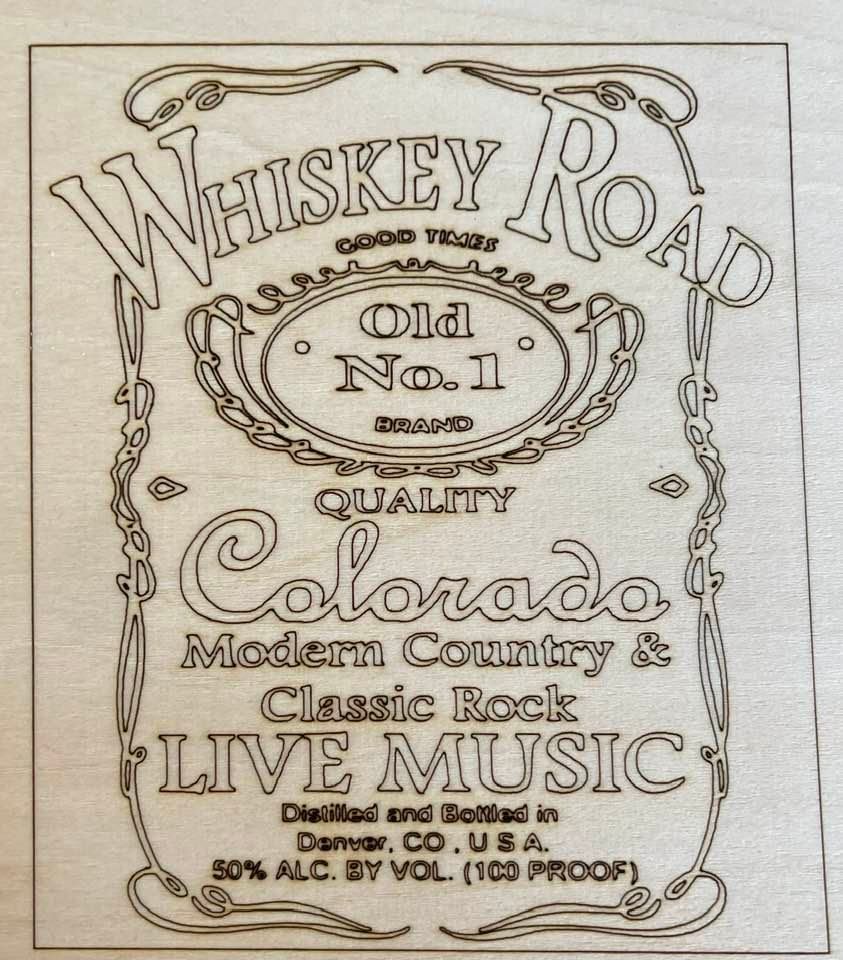 WHISKEY ROAD
GOOD TIMES
Old
No. 1
BRAND
QUALITY
Colorado
Modern Country &
Classic Rock
LIVE MUSIC
Distilled and Bottled in
Denver, CO , U S A.
50% ALC. BY VOL. (100 PROOF)